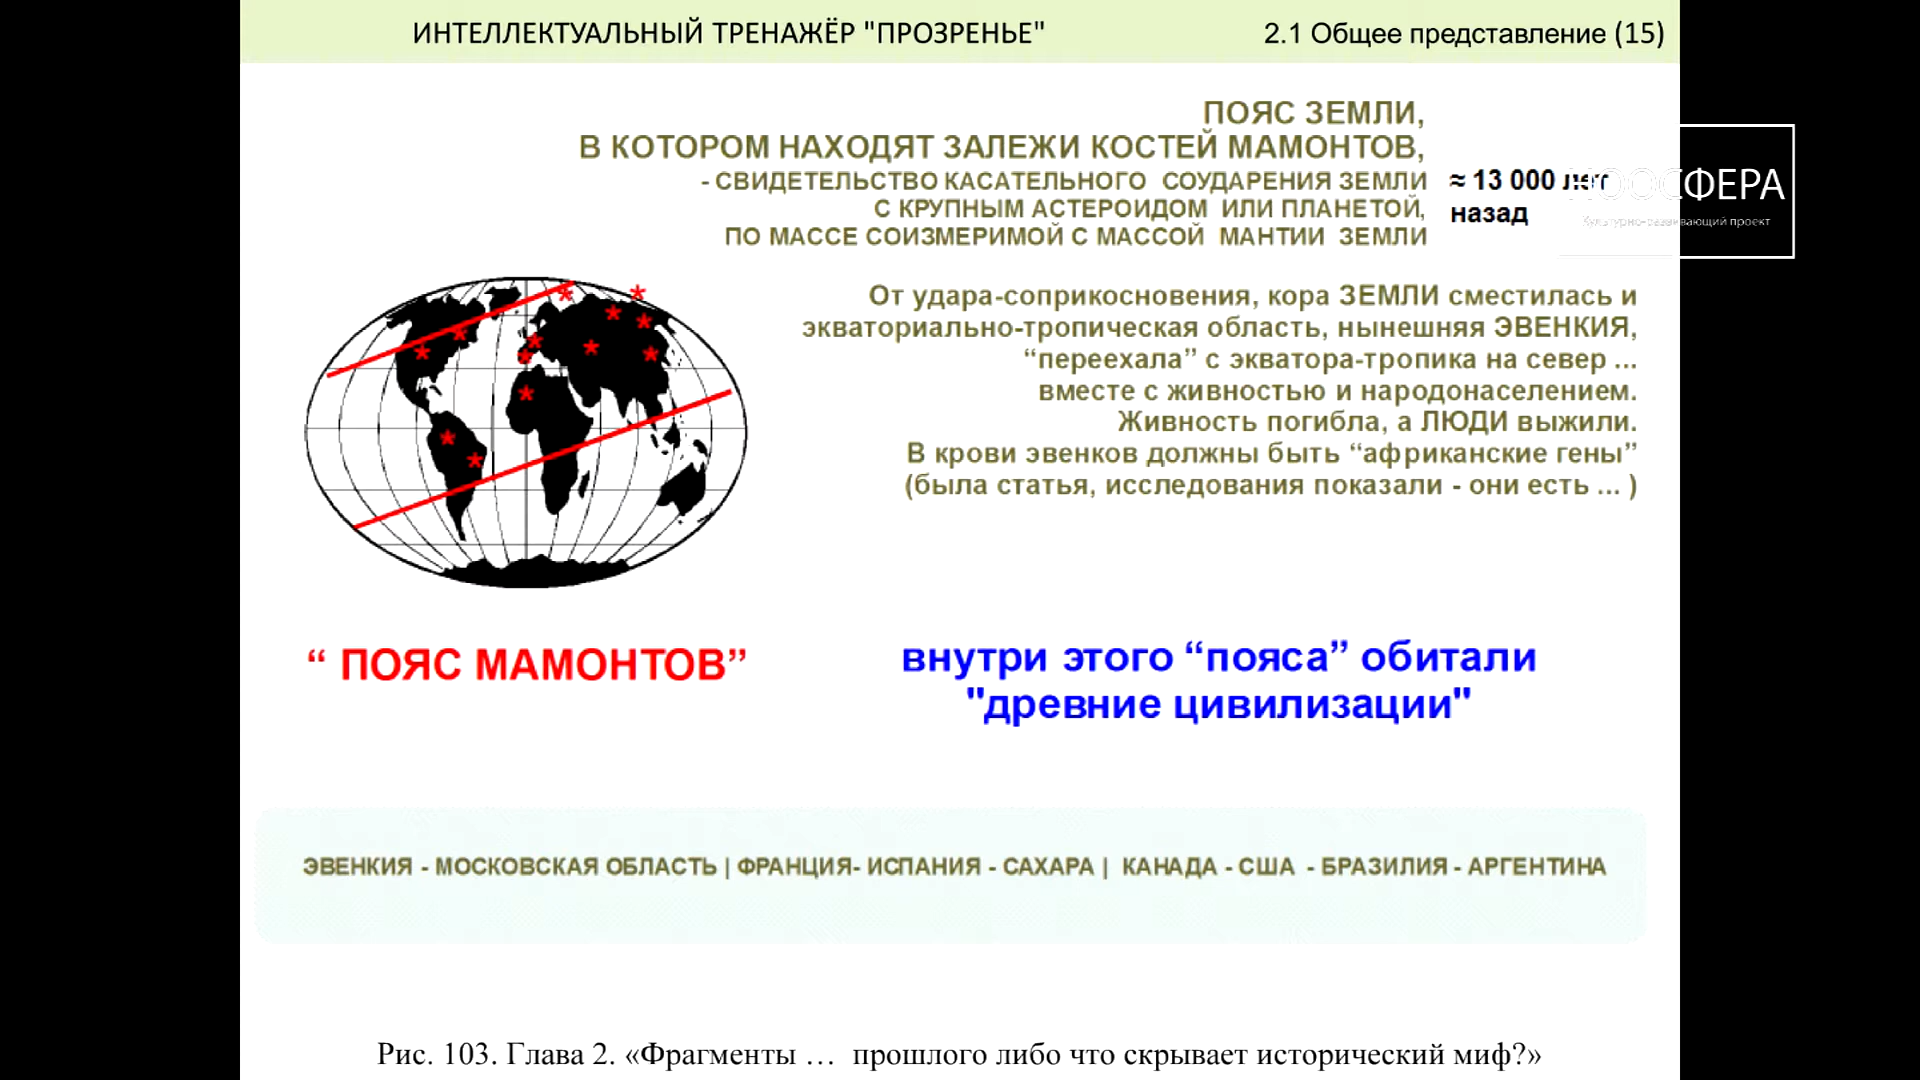 ИНТЕЛЛЕКТУАЛЬНЫЙ ТРЕНАЖЁР "ПРОЗРЕНЬЕ"
2.1 Общее представление (15)
ПОЯС ЗЕМЛИ,
В КОТОРОМ НАХОДЯТ ЗАЛЕЖИ КОСТЕЙ МАМОНТОВ,
- СВИДЕТЕЛЬСТВО КАСАТЕЛЬНОГО СОУДАРЕНИЯ ЗЕМЛИ
С КРУПНЫМ АСТЕРОИДОМ ИЛИ ПЛАНЕТОЙ,
ПО МАССЕ СОИЗМЕРИМОЙ С МАССОЙ МАНТИИ ЗЕМЛИ
≈ 13 000 лет
назад
НООСФЕРА
Культурно-развивающий проект
От удара-соприкосновения, кора ЗЕМЛИ сместилась и
экваториально-тропическая область, нынешняя ЭВЕНКИЯ,
“переехала” с экватора-тропика на север ...
вместе с живностью и народонаселением.
Живность погибла, а ЛЮДИ выжили.
В крови эвенков должны быть “африканские гены”
(была статья, исследования показали - они есть ... )
“ ПОЯС МАМОНТОВ”
внутри этого “пояса” обитали
"древние цивилизации"
ЭВЕНКИЯ - МОСКОВСКАЯ ОБЛАСТЬ | ФРАНЦИЯ- ИСПАНИЯ - САХАРА | КАНАДА - США - БРАЗИЛИЯ - АРГЕНТИНА
Рис. 103. Глава 2. «Фрагменты … прошлого либо что скрывает исторический миф?»